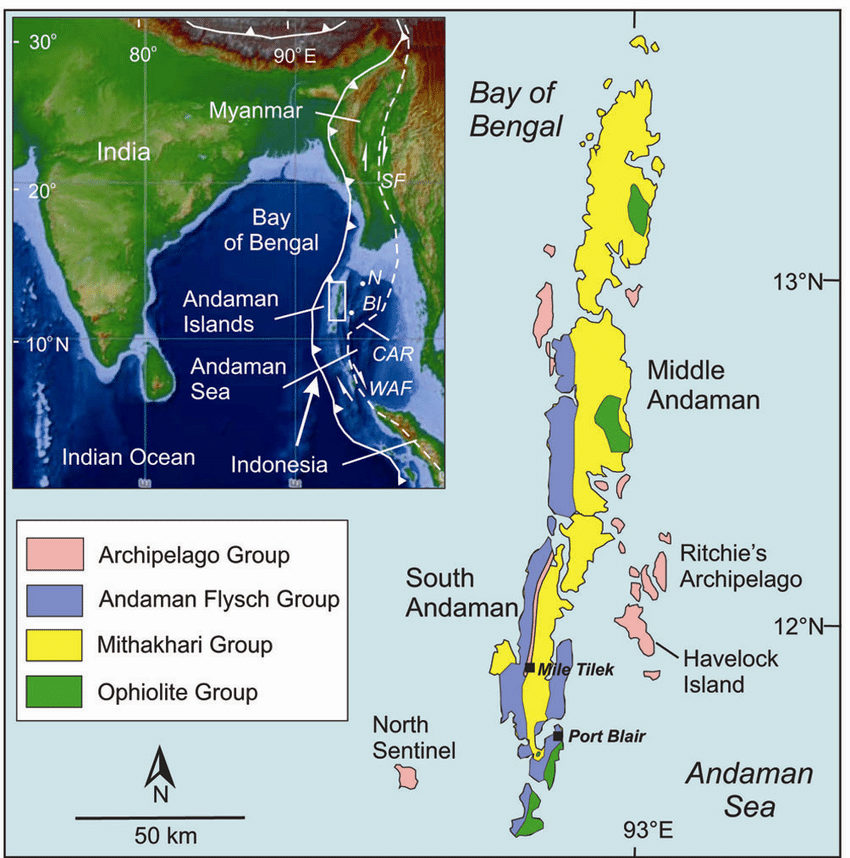 30°
80°
90°E
Myanmar
India
SF
20°
Bay
of Bengal
N
Andaman
Islands
BI
10°N
CAR
Andaman
Sea
WAF
Indian Ocean
Indonesia
Bay of
Bengal
13°N
Middle
Andaman
Archipelago Group
Andaman Flysch Group
Mithakhari Group
Ophiolite Group
South
Andaman
Ritchie's
Archipelago
12°N
Havelock
Island
Mile Tilek
Port Blair
North
Sentinel
N
50 km
Andaman
Sea
93°E